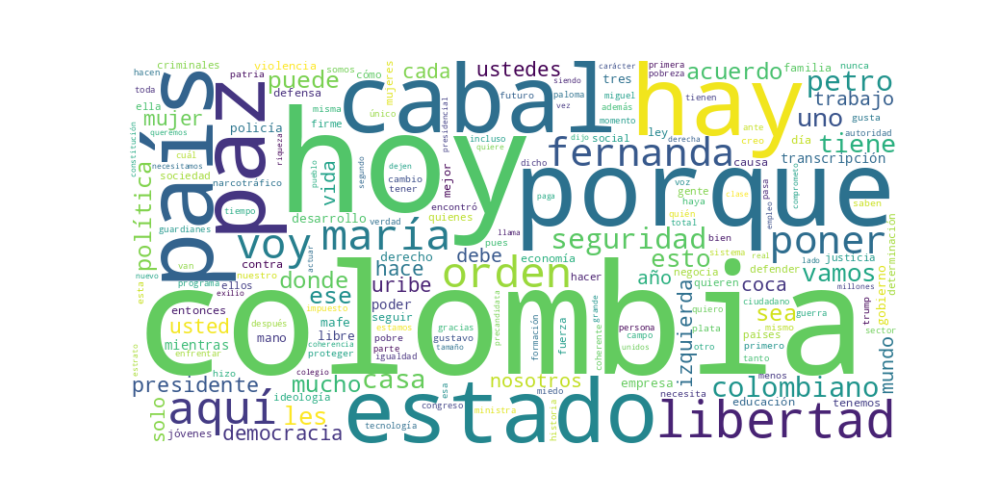 hacen criminales violencia somos cómo mujeres cada ustedes carácter tres primera pobreza acuerdo familia nunca
toda patria puede cabal hay petro
ella mujer defensa misma firme único presidencial siendo futuro paloma vez miguel además momento tienen trabajo
constitución queremos policía riqueza vida incluso quiere dijo social ley derecha ante creo uno día autoridad gusta
país paz hoy porque fernanda tiene
cuál necesitamos sociedad narcotráfico pueblo segundo dejen cambio tener mejor dicho causa voz gente haya quién clave transcripción
política tiempo guardianes desarrollo verdad quienes encontró paga total empleo pasa comprometo saben
voy maría llama pues debe economía seguridad bien sistema real lado justicia poner determinación
van nuevo nuestro contra actuar donde derecho hace orden hacer esto negocia defender quieren millones vamos
esta programa exilio ellos ese uribe poder año coca sea gobierno
entonces impuesto mafe seguir colombia precandidata grande coherente izquierda quiero ciudadano guerra mismo trump sector
usted después mano libre estamos gracias gustavo formación fuerza persona campo plata países primero
estrato mientras enfrentar coherencia proteger pobre parte igualdad tamaño unidos otro tanto mundo
presidente hizo colegio mucho casa nosotros empresa necesita menos colombiano
solo aquí les ideología esa miedo estado congreso ministra historia libertad educación tenemos
jóvenes democracia tecnología